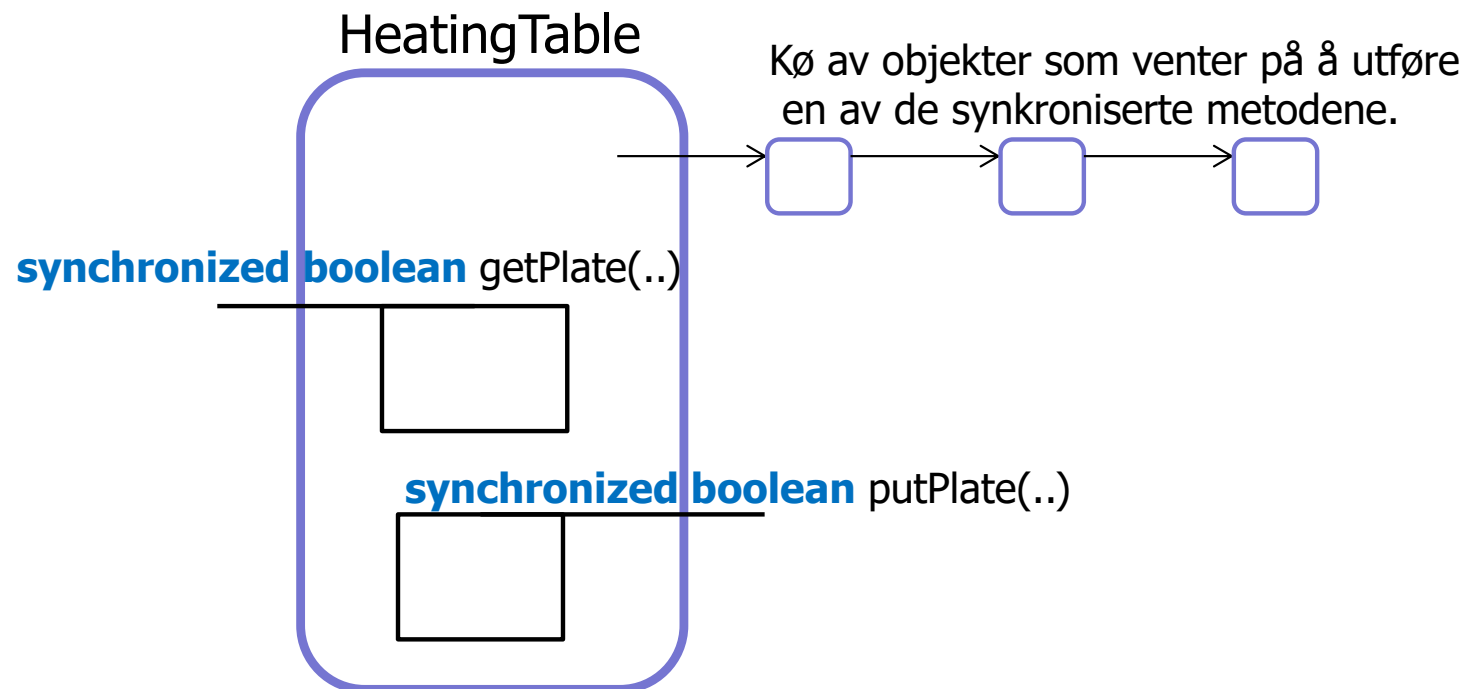 HeatingTable
Kø av objekter som venter på å utføre
en av de synkroniserte metodene.
synchronized boolean getPlate(..)
synchronized boolean putPlate(..)